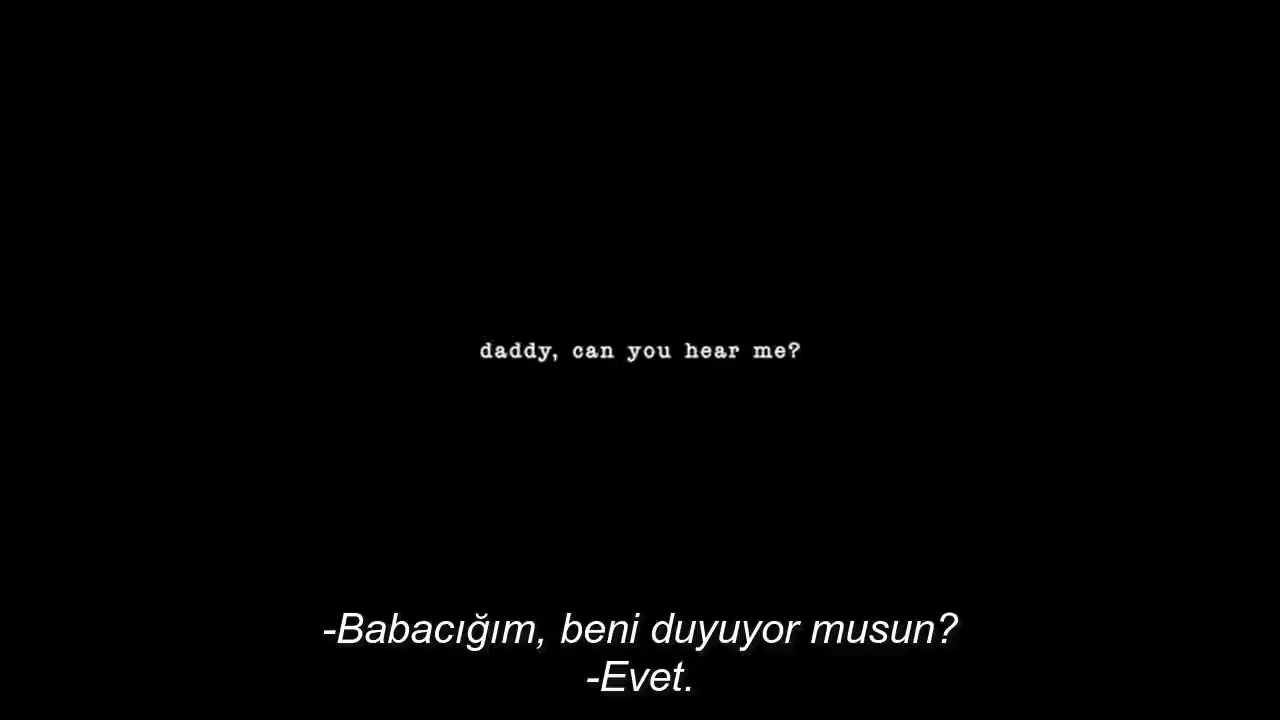 daddy, can you hear me?
-Babacığım, beni duyuyor musun?
-Evet.